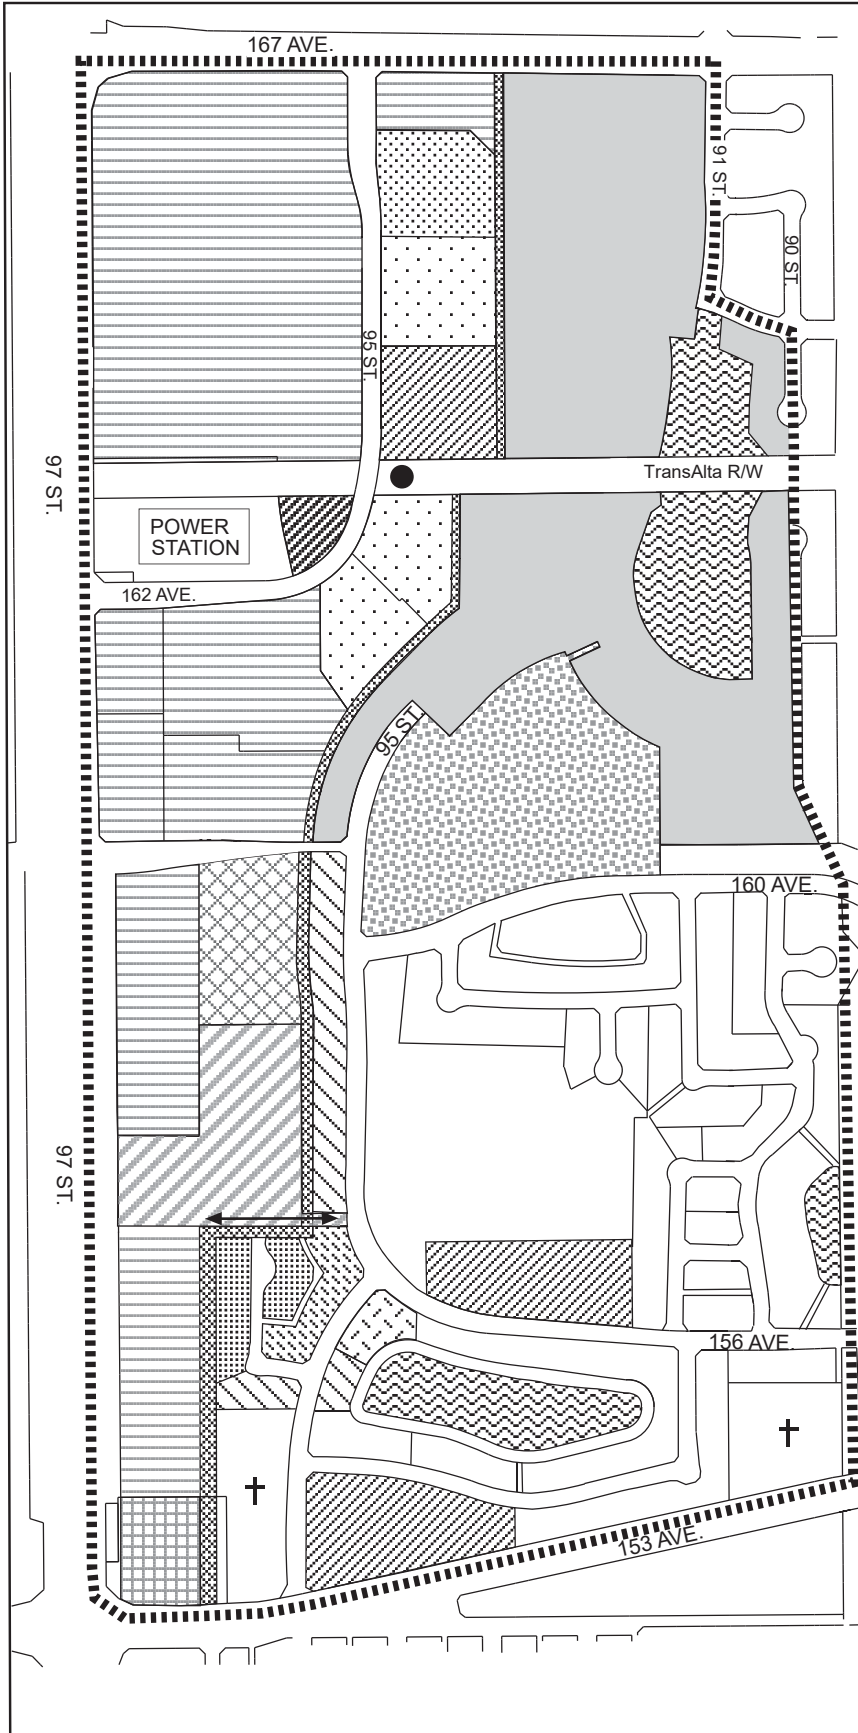 167 AVE.
91 ST.
90 ST.
95 ST.
97 ST.
TransAlta R/W
POWER
STATION
162 AVE.
95 ST.
160 AVE.
97 ST.
156 AVE.
153 AVE.